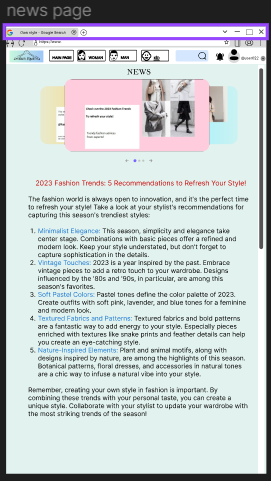 news page
Own style - Google Search
https://www
MAIN PAGE
WOMAN
MAN
@user022
NEWS
Check out the 2023 Fashion Trends
To refresh your style!
2023 Fashion Trends: 5 Recommendations to Refresh Your Style!
The fashion world is always open to innovation, and it's the perfect time
to refresh your style! Take a look at your stylist's recommendations for
capturing this season's trendiest styles:
1. Minimalist Elegance: This season, simplicity and elegance take
center stage. Combinations with basic pieces offer a refined and
modern look. Keep your style understated, but don't forget to
capture sophistication in the details.
2. Vintage Touches: 2023 is a year inspired by the past. Embrace
vintage pieces to add a retro touch to your wardrobe. Designs
influenced by the '80s and '90s, in particular, are among this
season's favorites.
3. Soft Pastel Colors: Pastel tones define the color palette of 2023.
Create outfits with soft pink, lavender, and blue tones for a feminine
and modern look.
4. Textured Fabrics and Patterns: Textured fabrics and bold patterns
are a fantastic way to add energy to your style. Especially pieces
enriched with textures like snake prints and feather details can help
you create an eye-catching style.
5. Nature-Inspired Elements: Plant and animal motifs, along with
designs inspired by nature, are among the highlights of this season.
Botanical patterns, floral dresses, and accessories in natural tones
are a chic way to infuse a natural vibe into your style.
Remember, creating your own style in fashion is important. By
combining these trends with your personal taste, you can create a
unique style. Collaborate with your stylist to update your wardrobe with
the most striking trends of the season!